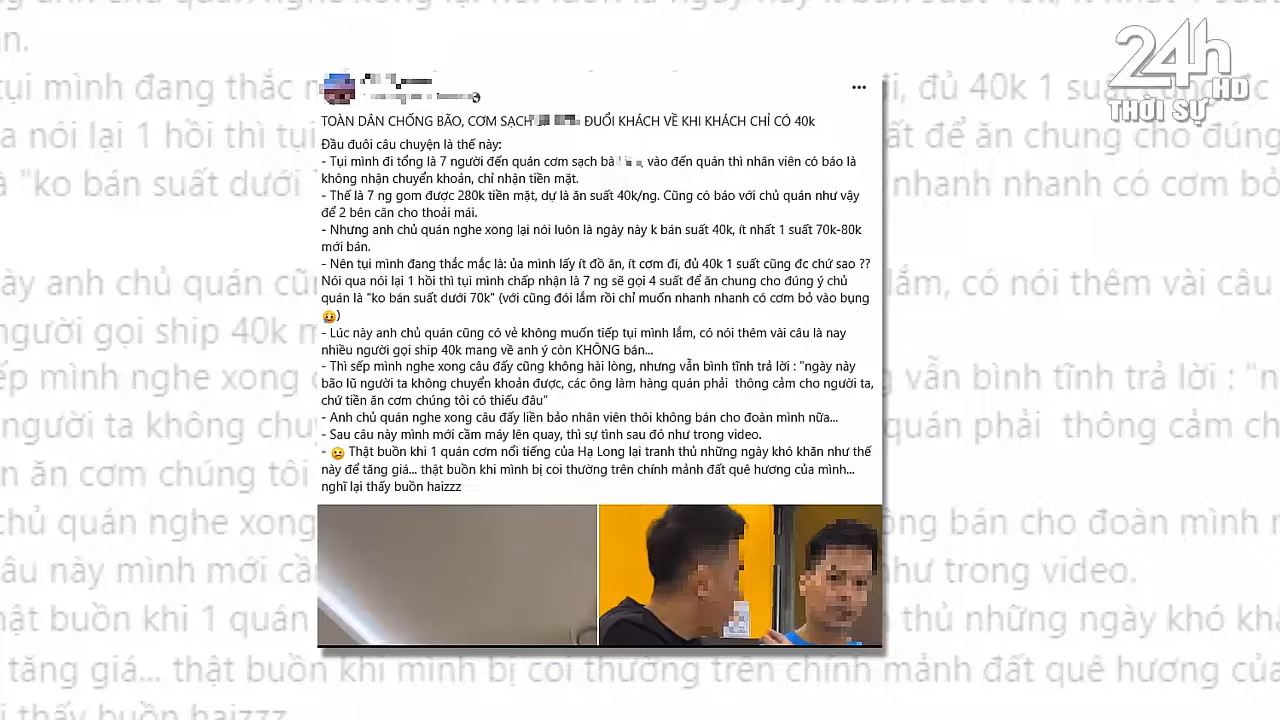 24h HD
THỜI SỰ
TOÀN DÂN CHỐNG BÃO, CƠM SẠCH ĐUỔI KHÁCH VỀ KHI KHÁCH CHỈ CÓ 40k
Đầu đuôi câu chuyện là thế này:
- Tụi mình đi tổng là 7 người đến quán cơm sạch bà , vào đến quán thì nhân viên có báo là
không nhận chuyển khoản, chỉ nhận tiền mặt.
- Thế là 7 ng gom được 280k tiền mặt, dự là ăn suất 40k/ng. Cũng có báo với chủ quán như vậy
để 2 bên cân cho thoải mái.
- Nhưng anh chủ quán nghe xong lại nói luôn là ngày này k bán suất 40k, ít nhất 1 suất 70k-80k
mới bán.
- Nên tụi mình đang thắc mắc là: ủa mình lấy ít đồ ăn, ít cơm đi, đủ 40k 1 suất cũng đc chứ sao ??
Nói qua nói lại 1 hồi thì tụi mình chấp nhận là 7 ng sẽ gọi 4 suất để ăn chung cho đúng ý chủ
quán là "ko bán suất dưới 70k" (với cũng đói lắm rồi chỉ muốn nhanh nhanh có cơm bỏ vào bụng
)
- Lúc này anh chủ quán cũng có vẻ không muốn tiếp tụi mình lắm, có nói thêm vài câu là nay
nhiều người gọi ship 40k mang về anh ý còn KHÔNG bán...
- Thì sếp mình nghe xong câu đấy cũng không hài lòng, nhưng vẫn bình tĩnh trả lời : "ngày này
bão lũ người ta không chuyển khoản được, các ông làm hàng quán phải thông cảm cho người ta,
chứ tiền ăn cơm chúng tôi có thiếu đâu"
- Anh chủ quán nghe xong câu đấy liền bảo nhân viên thôi không bán cho đoàn mình nữa...
- Sau câu này mình mới cầm máy lên quay, thì sự tình sau đó như trong video.
- Thật buồn khi 1 quán cơm nổi tiếng của Hạ Long lại tranh thủ những ngày khó khăn như thế
này để tăng giá... thật buồn khi mình bị coi thường trên chính mảnh đất quê hương của mình...
nghĩ lại thấy buồn haizzz